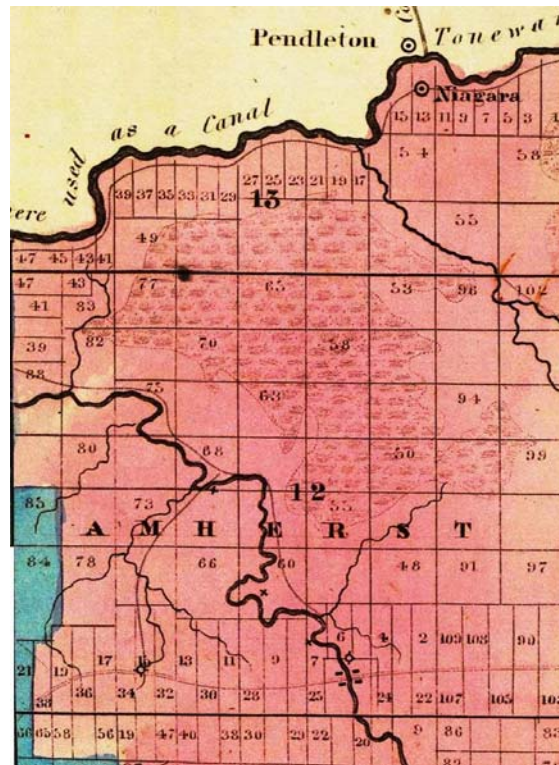 Pendleton
Tonewa
Niagara
15 13 11 9 7 5 3
as a Canal
used
ere
54 58
27 25 23 21 19 17
39 37 35 33 31 29
13
55
49
47 45 43 41
47 43 77 65 53 98 102
41 83
82 70 58
39
88 75 63 94
80 68 50 99
12
85 73 55
AMHERST
84 78 66 60 48 91 97
6 4 2 109 108 90
21 19 17 15 13 11 9 7
38 36 34 32 30 28 25 24 22 107 105 103
66 65 58 56 19 47 40 38 30 29 22 20 9 86